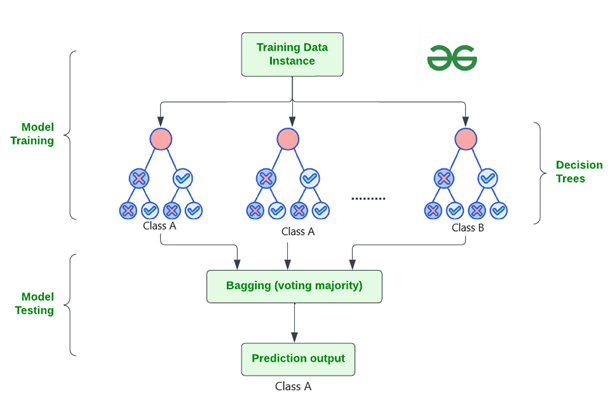 Training Data
Instance
Model
Training
Decision
Trees
.........
Class A
Class A
Class B
Model
Testing
Bagging (voting majority)
Prediction output
Class A